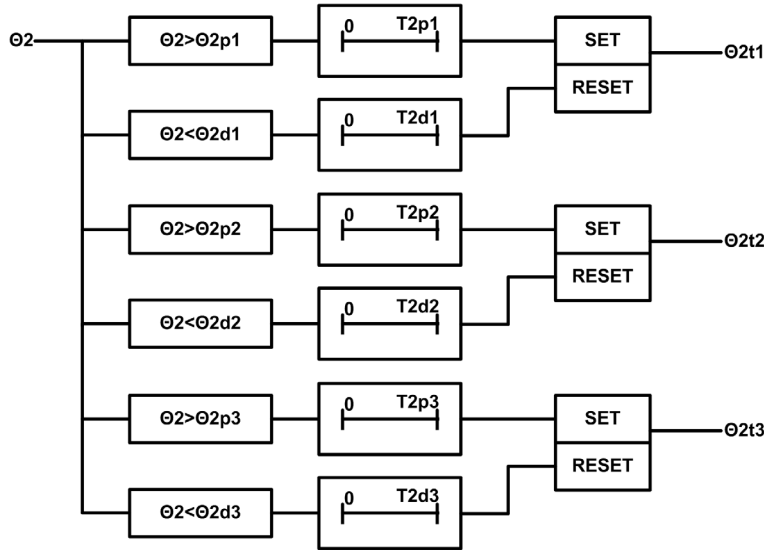 Θ2
Θ2>Θ2p1
0 T2p1
SET
Θ2t1
RESET
Θ2<Θ2d1
0 T2d1
Θ2>Θ2p2
0 T2p2
SET
Θ2t2
RESET
Θ2<Θ2d2
0 T2d2
Θ2>Θ2p3
0 T2p3
SET
Θ2t3
RESET
Θ2<Θ2d3
0 T2d3